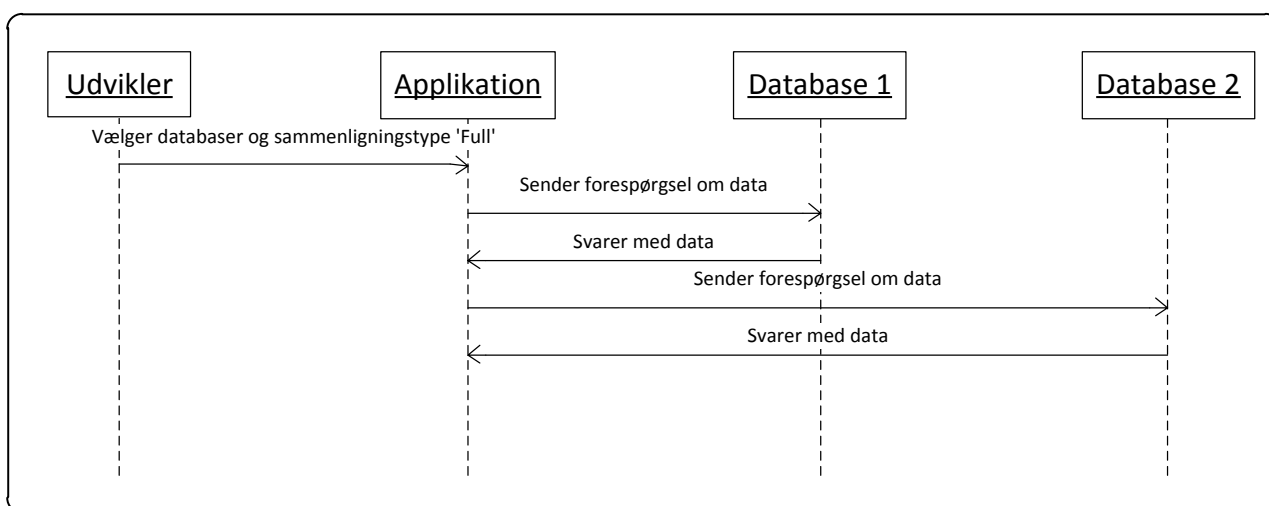 Udvikler
Applikation
Database 1
Database 2
Vælger databaser og sammenligningstype 'Full'
Sender forespørgsel om data
Svarer med data
Sender forespørgsel om data
Svarer med data